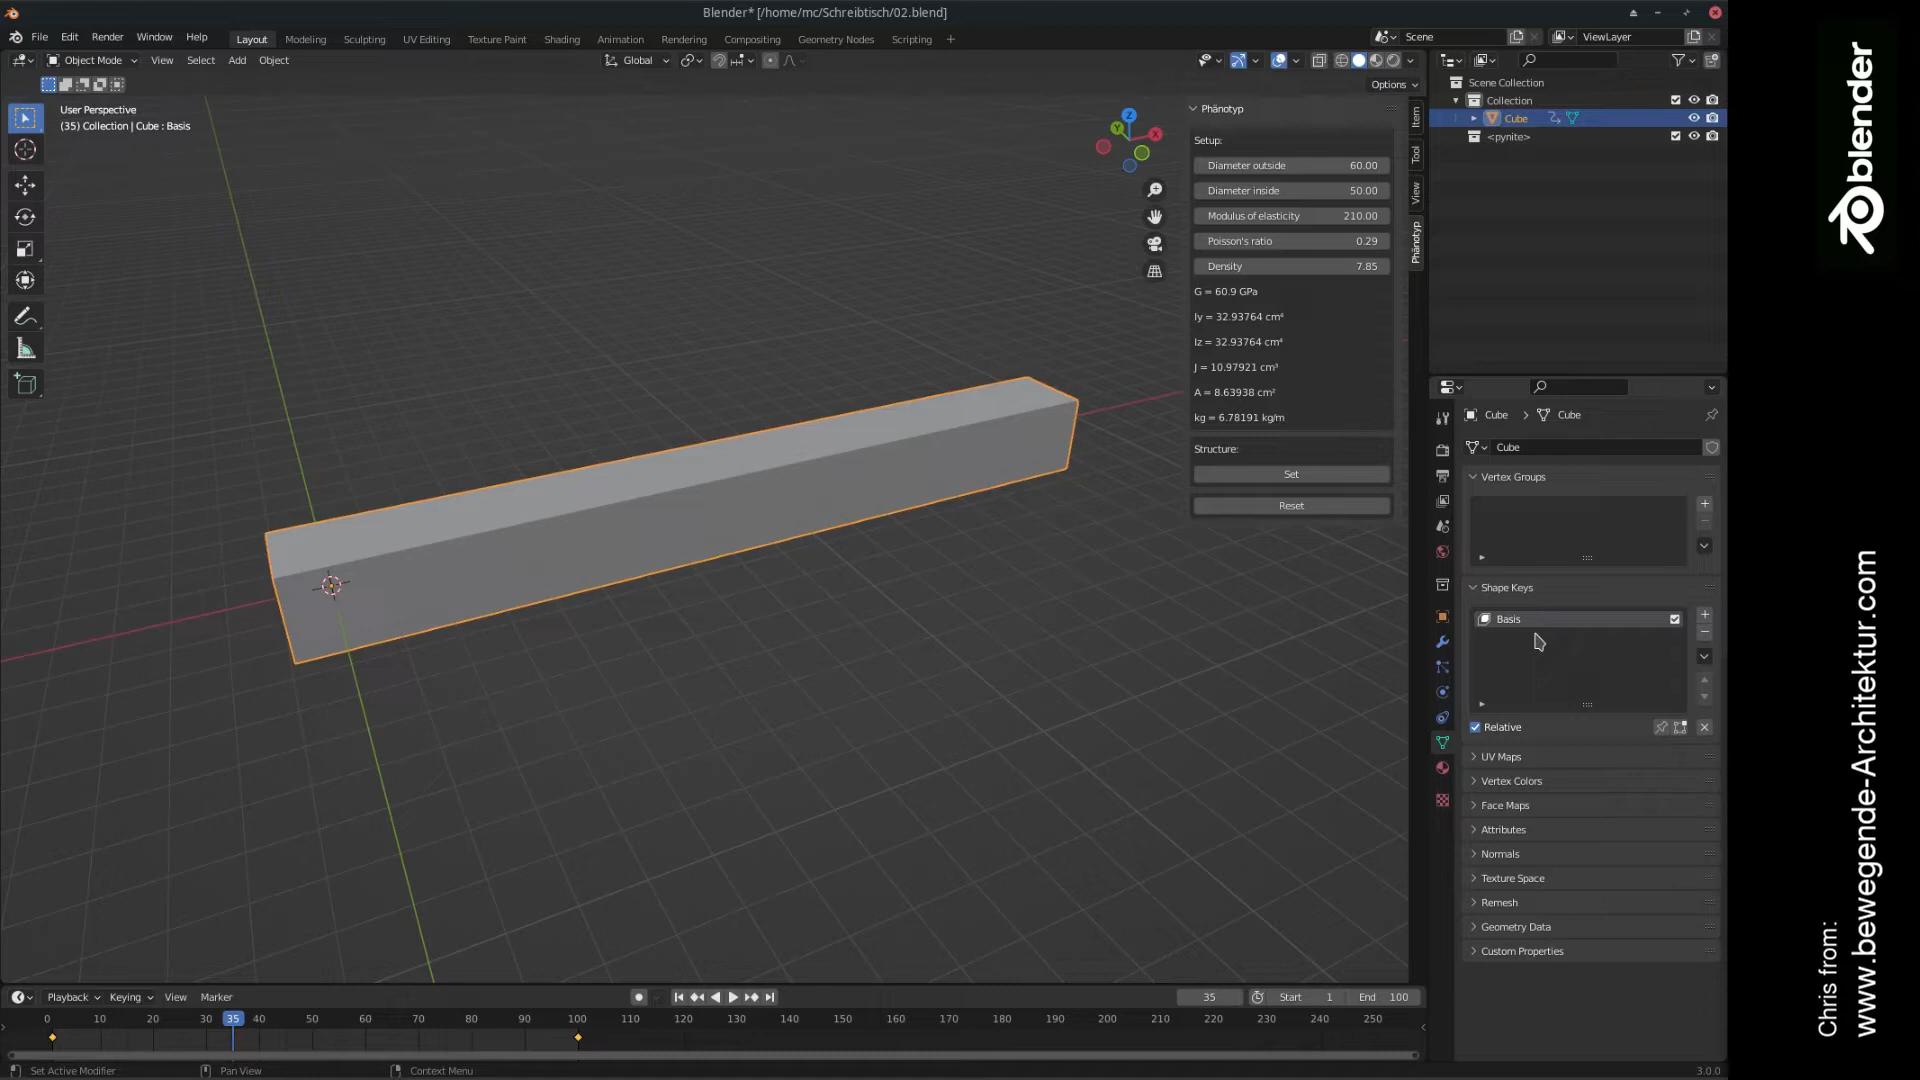 Blender* [/home/mc/Schreibtisch/02.blend]
File Edit Render Window Help
Layout Modeling Sculpting UV Editing Texture Paint Shading Animation Rendering Compositing Geometry Nodes Scripting +
Scene
ViewLayer
Object Mode View Select Add Object
Global
Options
User Perspective
(35) Collection | Cube : Basis
Z
Y
X
Phänotyp
Setup:
Diameter outside 60.00
Diameter inside 50.00
Modulus of elasticity 210.00
Poisson's ratio 0.29
Density 7.85
G = 60.9 GPa
Iy = 32.93764 cm⁴
Iz = 32.93764 cm⁴
J = 10.97921 cm³
A = 8.63938 cm²
kg = 6.78191 kg/m
Structure:
Set
Reset
Item
Tool
View
Phänotyp
Scene Collection
Collection
Cube
<pynite>
Cube > Cube
Cube
Vertex Groups
Shape Keys
Basis
Relative
UV Maps
Vertex Colors
Face Maps
Attributes
Normals
Texture Space
Remesh
Geometry Data
Custom Properties
Playback Keying View Marker
35
Start 1 End 100
0 10 20 30 35 40 50 60 70 80 90 100 110 120 130 140 150 160 170 180 190 200 210 220 230 240 250
Set Active Modifier Pan View Context Menu
3.0.0
blender
Chris from:
www.bewegende-Architektur.com